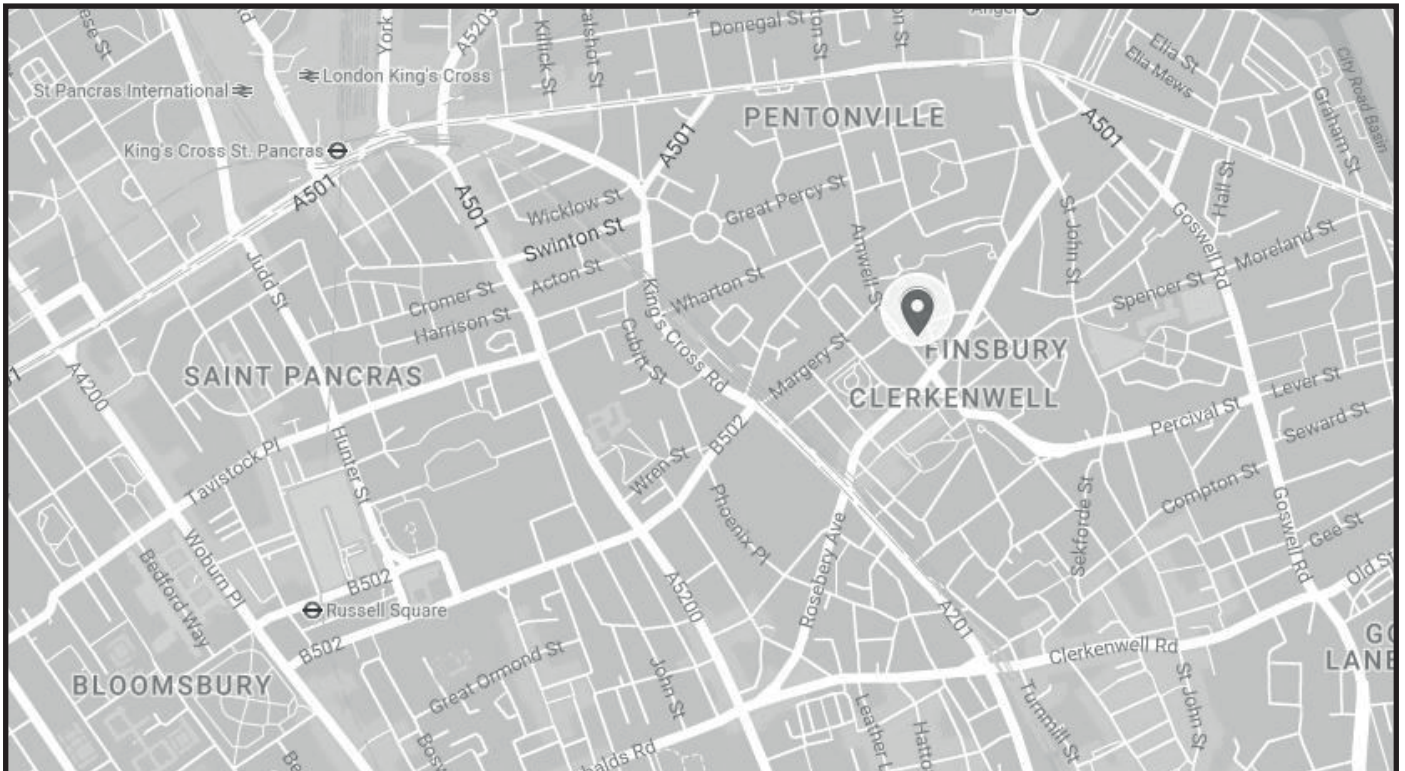 Donegal St
Killick St
York
A5203
London King's Cross
St Pancras International
King's Cross St. Pancras
A501
PENTONVILLE
Ella St
Ella Mews
A501
Graham St
City Road Basin
A501
A501
Wicklow St
Swinton St
Acton St
Great Percy St
Amwell S
St John St
Hall St
Goswell Rd
Moreland St
Spencer St
Judd St
Cromer St
Harrison St
King's Cross Rd
Wharton St
Cubitt St
Margery St
FINSBURY
CLERKENWELL
SAINT PANCRAS
A4200
Lever St
Percival St
Seward St
Tavistock Pl
Hunter St
Wren St
B502
Compton St
Sekforde St
Phoenix Pl
Goswell Rd
Gee St
Old St
Woburn Pl
Bedford Way
B502
Russell Square
B502
A5200
Rosebery Ave
A201
Clerkenwell Rd
LANE
BLOOMSBURY
Great Ormond St
John St
Leather L
Hatto
Turnmill St
St John St
balds Rd